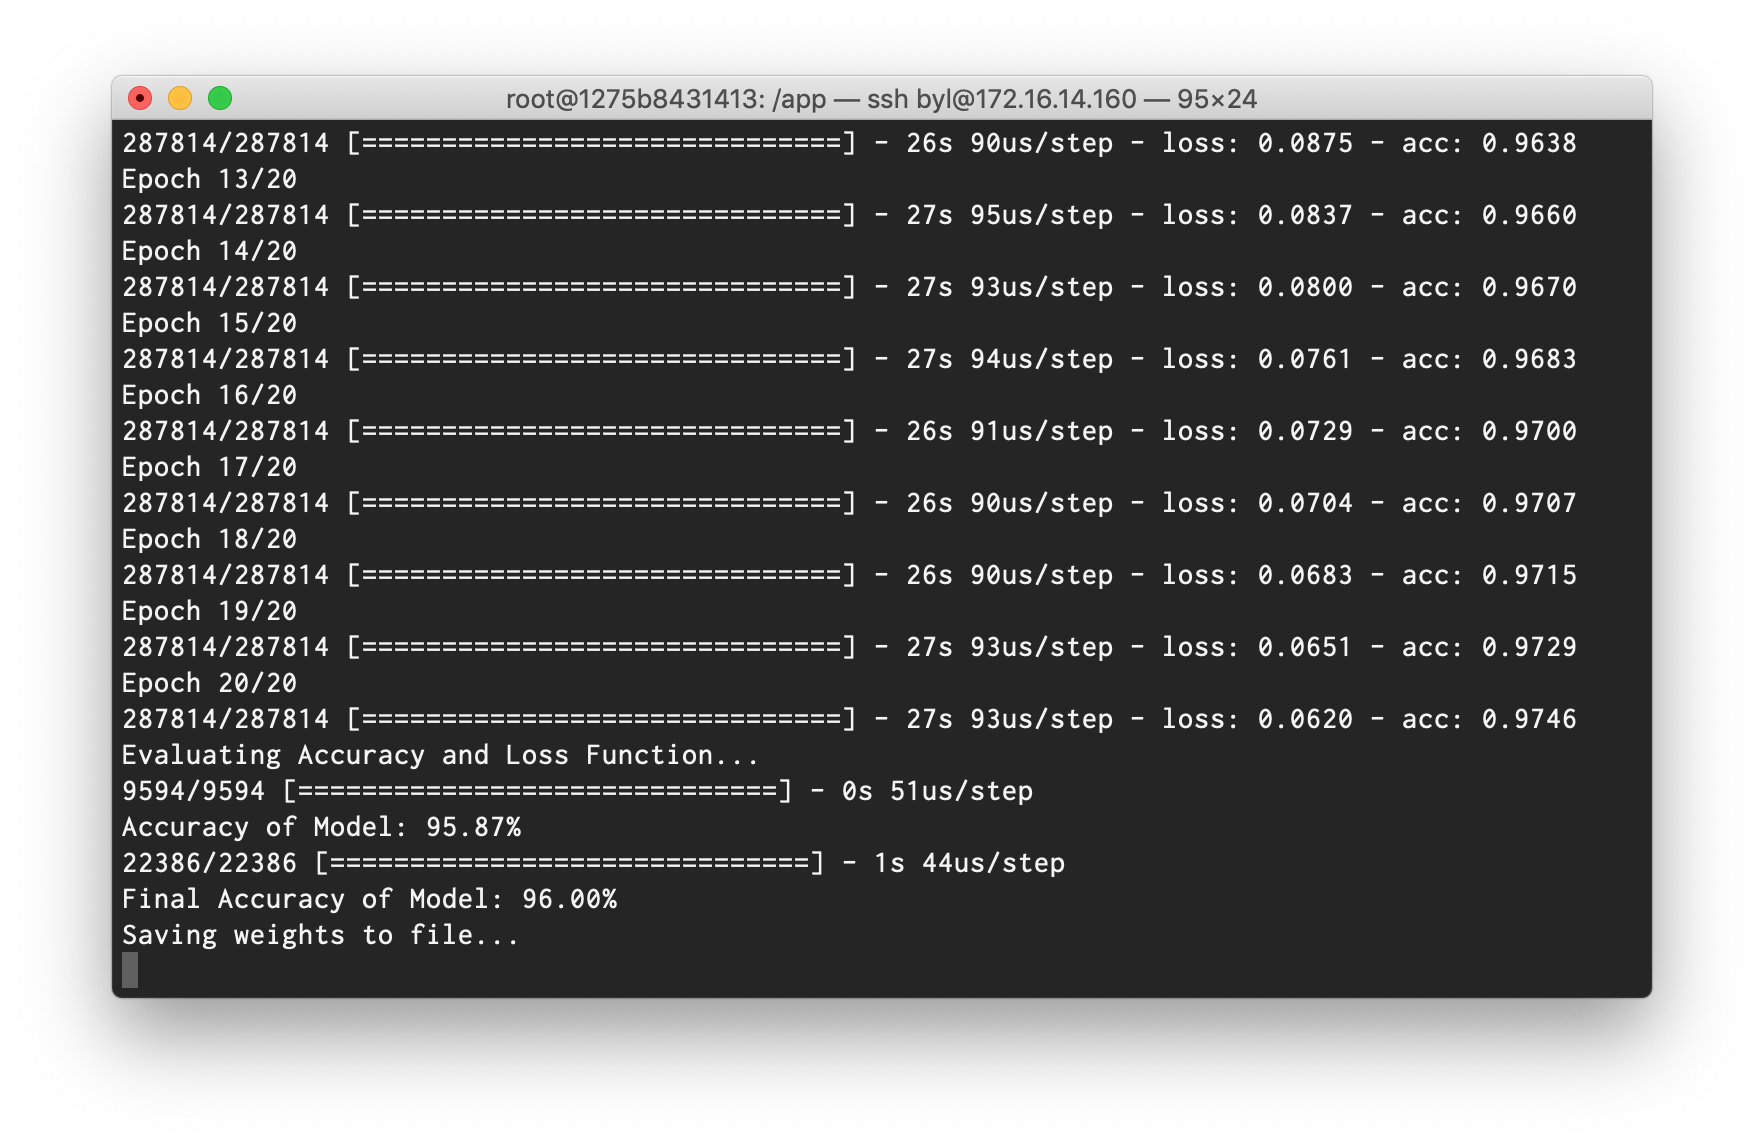 root@1275b8431413: /app — ssh byl@172.16.14.160 — 95×24
287814/287814 [==============================] - 26s 90us/step - loss: 0.0875 - acc: 0.9638
Epoch 13/20
287814/287814 [==============================] - 27s 95us/step - loss: 0.0837 - acc: 0.9660
Epoch 14/20
287814/287814 [==============================] - 27s 93us/step - loss: 0.0800 - acc: 0.9670
Epoch 15/20
287814/287814 [==============================] - 27s 94us/step - loss: 0.0761 - acc: 0.9683
Epoch 16/20
287814/287814 [==============================] - 26s 91us/step - loss: 0.0729 - acc: 0.9700
Epoch 17/20
287814/287814 [==============================] - 26s 90us/step - loss: 0.0704 - acc: 0.9707
Epoch 18/20
287814/287814 [==============================] - 26s 90us/step - loss: 0.0683 - acc: 0.9715
Epoch 19/20
287814/287814 [==============================] - 27s 93us/step - loss: 0.0651 - acc: 0.9729
Epoch 20/20
287814/287814 [==============================] - 27s 93us/step - loss: 0.0620 - acc: 0.9746
Evaluating Accuracy and Loss Function...
9594/9594 [==============================] - 0s 51us/step
Accuracy of Model: 95.87%
22386/22386 [==============================] - 1s 44us/step
Final Accuracy of Model: 96.00%
Saving weights to file...